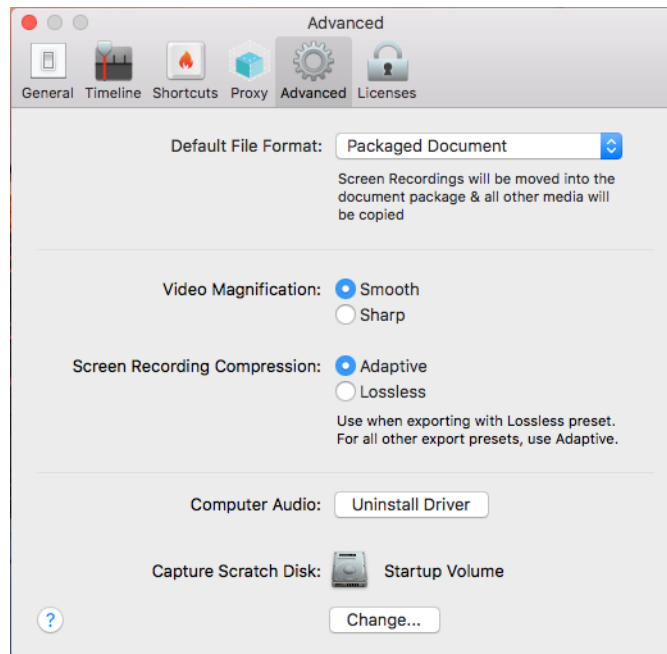 Advanced
General Timeline Shortcuts Proxy Advanced Licenses
Default File Format: Packaged Document
Screen Recordings will be moved into the
document package & all other media will
be copied
Video Magnification: Smooth
Sharp
Screen Recording Compression: Adaptive
Lossless
Use when exporting with Lossless preset.
For all other export presets, use Adaptive.
Computer Audio: Uninstall Driver
Capture Scratch Disk: Startup Volume
? Change...